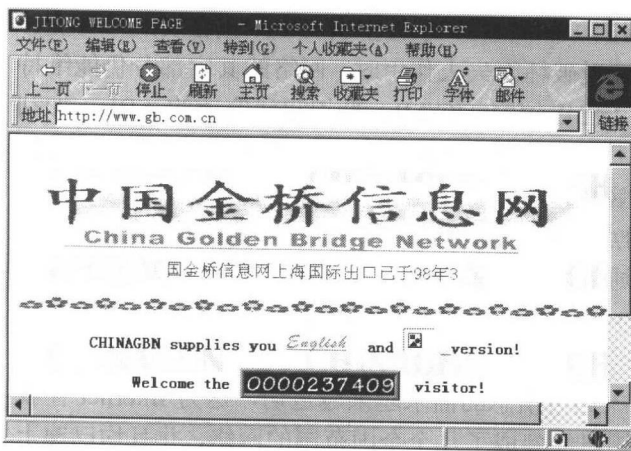 JITONG WELCOME PAGE - Microsoft Internet Explorer
文件(F) 编辑(E) 查看(V) 转到(G) 个人收藏夹(A) 帮助(H)
上一页 下一页 停止 刷新 主页 搜索 收藏夹 打印 字体 邮件
地址 http://www.gb.com.cn 链接
中国金桥信息网
China Golden Bridge Network
国金桥信息网上海国际出口已于98年3
CHINAGBN supplies you English and _version!
Welcome the 0000237409 visitor!